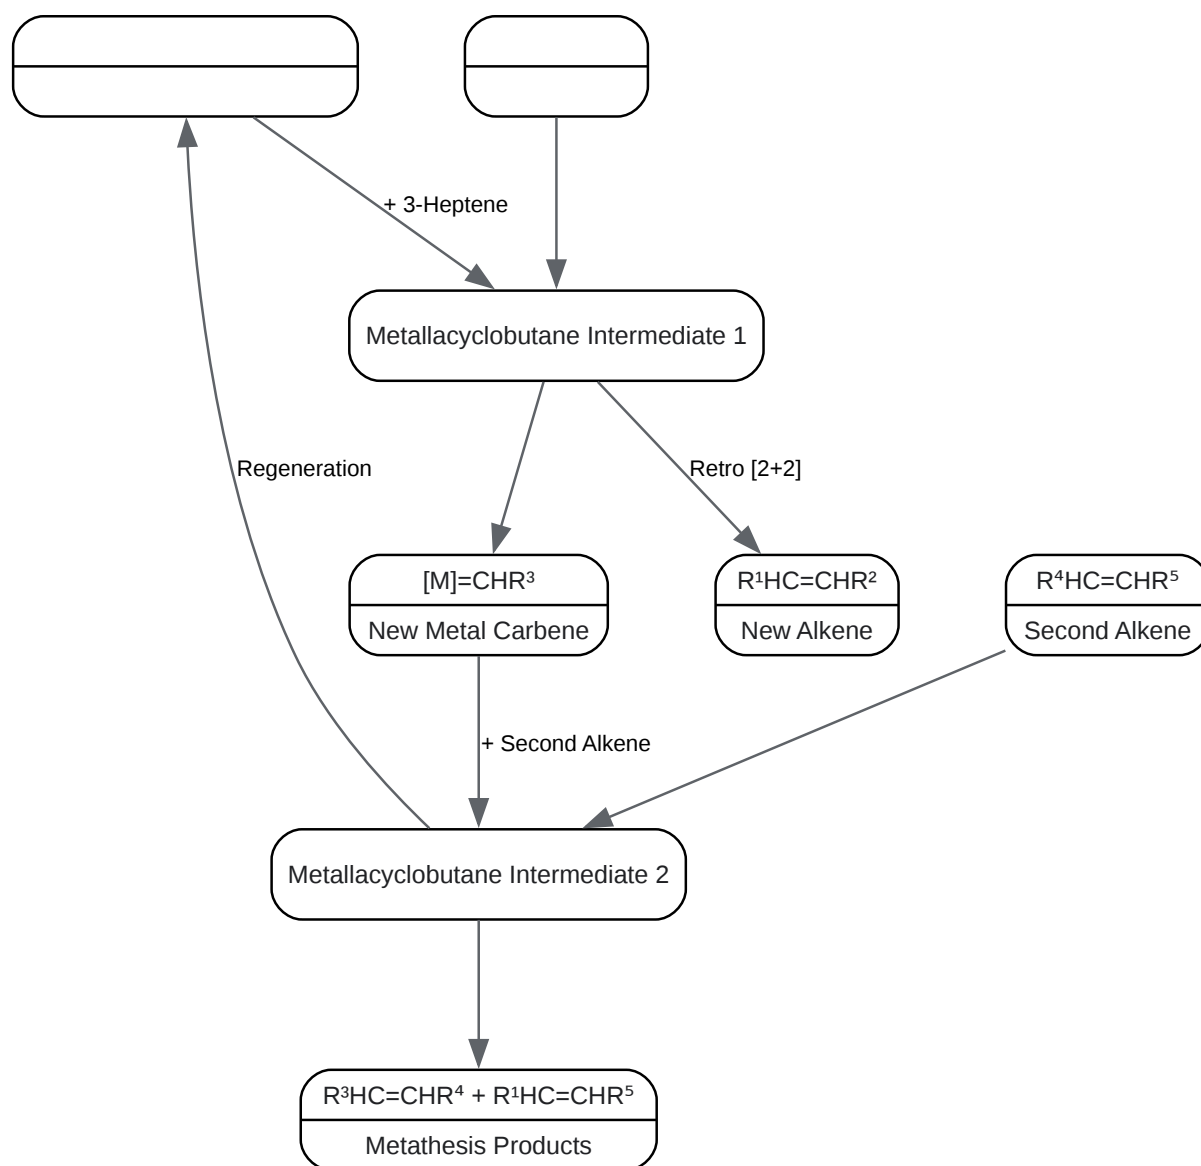 + 3-Heptene
Metallacyclobutane Intermediate 1
Regeneration
Retro [2+2]
[M]=CHR³
New Metal Carbene
R¹HC=CHR²
New Alkene
R⁴HC=CHR⁵
Second Alkene
+ Second Alkene
Metallacyclobutane Intermediate 2
R³HC=CHR⁴ + R¹HC=CHR⁵
Metathesis Products